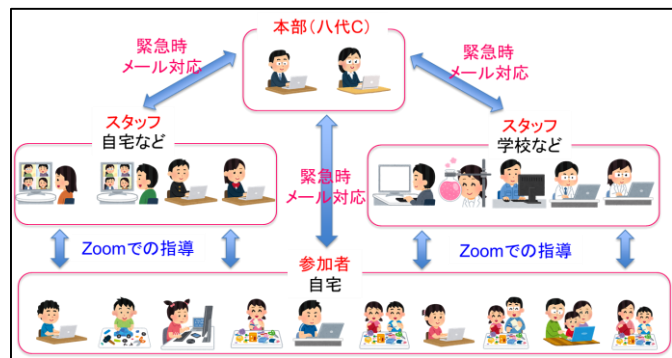 本部（八代C）
緊急時
メール対応
緊急時
メール対応
スタッフ
自宅など
スタッフ
学校など
緊急時
メール対応
Zoomでの指導
Zoomでの指導
参加者
自宅